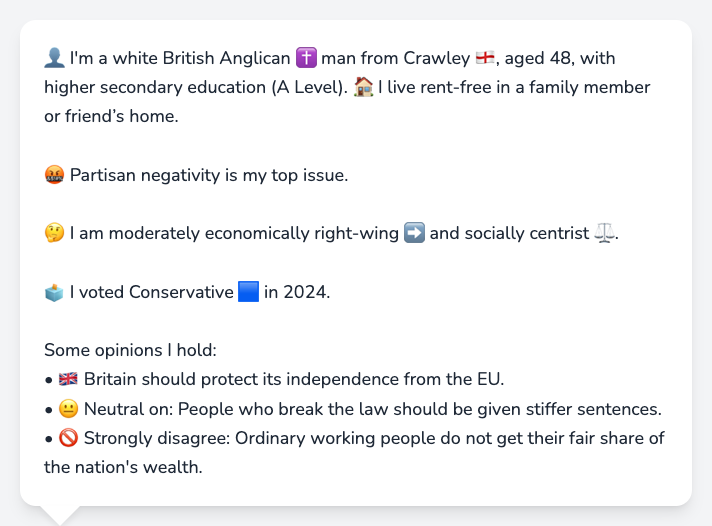 👤 I'm a white British Anglican ✝️ man from Crawley 🏴󠁧󠁢󠁥󠁮󠁧󠁿, aged 48, with
higher secondary education (A Level). 🏠 I live rent-free in a family member
or friend’s home.
🤬 Partisan negativity is my top issue.
🤔 I am moderately economically right-wing ➡️ and socially centrist ⚖️.
🗳️ I voted Conservative 🟦 in 2024.
Some opinions I hold:
• 🇬🇧 Britain should protect its independence from the EU.
• 😐 Neutral on: People who break the law should be given stiffer sentences.
• 🚫 Strongly disagree: Ordinary working people do not get their fair share of
the nation's wealth.